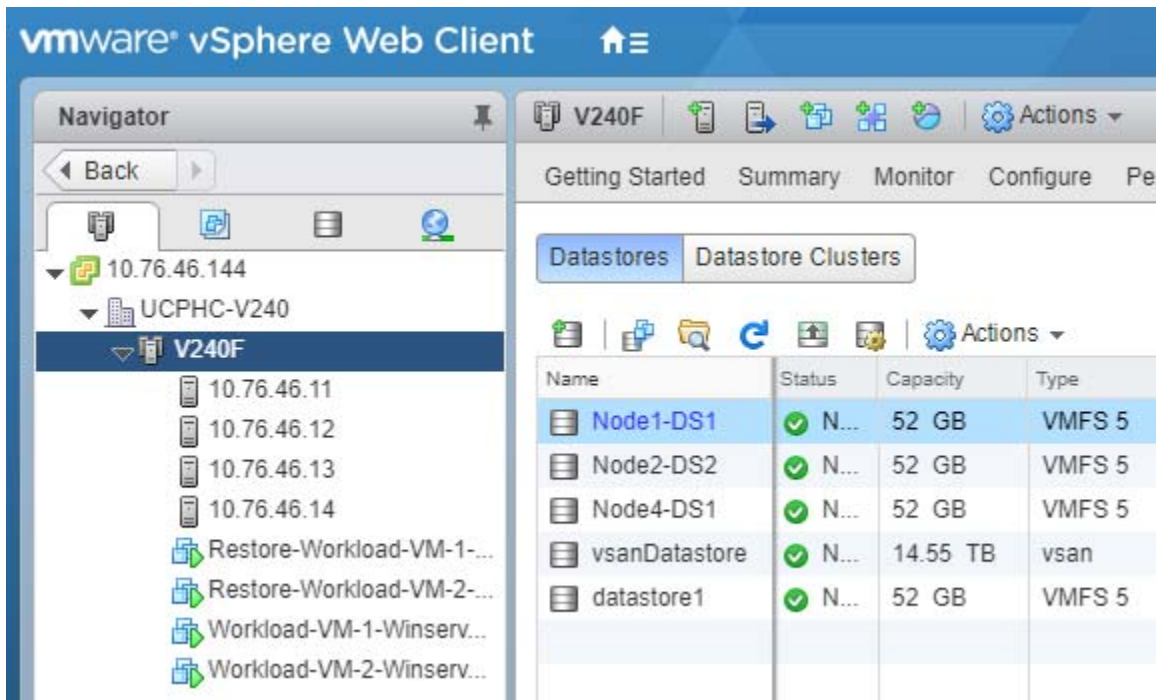 vmware® vSphere Web Client
Navigator
Back
10.76.46.144
UCPHC-V240
V240F
10.76.46.11
10.76.46.12
10.76.46.13
10.76.46.14
Restore-Workload-VM-1-...
Restore-Workload-VM-2-...
Workload-VM-1-Winserv...
Workload-VM-2-Winserv...
V240F Actions
Getting Started Summary Monitor Configure Pe
Datastores Datastore Clusters
Actions
Name Status Capacity Type
Node1-DS1 N... 52 GB VMFS 5
Node2-DS2 N... 52 GB VMFS 5
Node4-DS1 N... 52 GB VMFS 5
vsanDatastore N... 14.55 TB vsan
datastore1 N... 52 GB VMFS 5